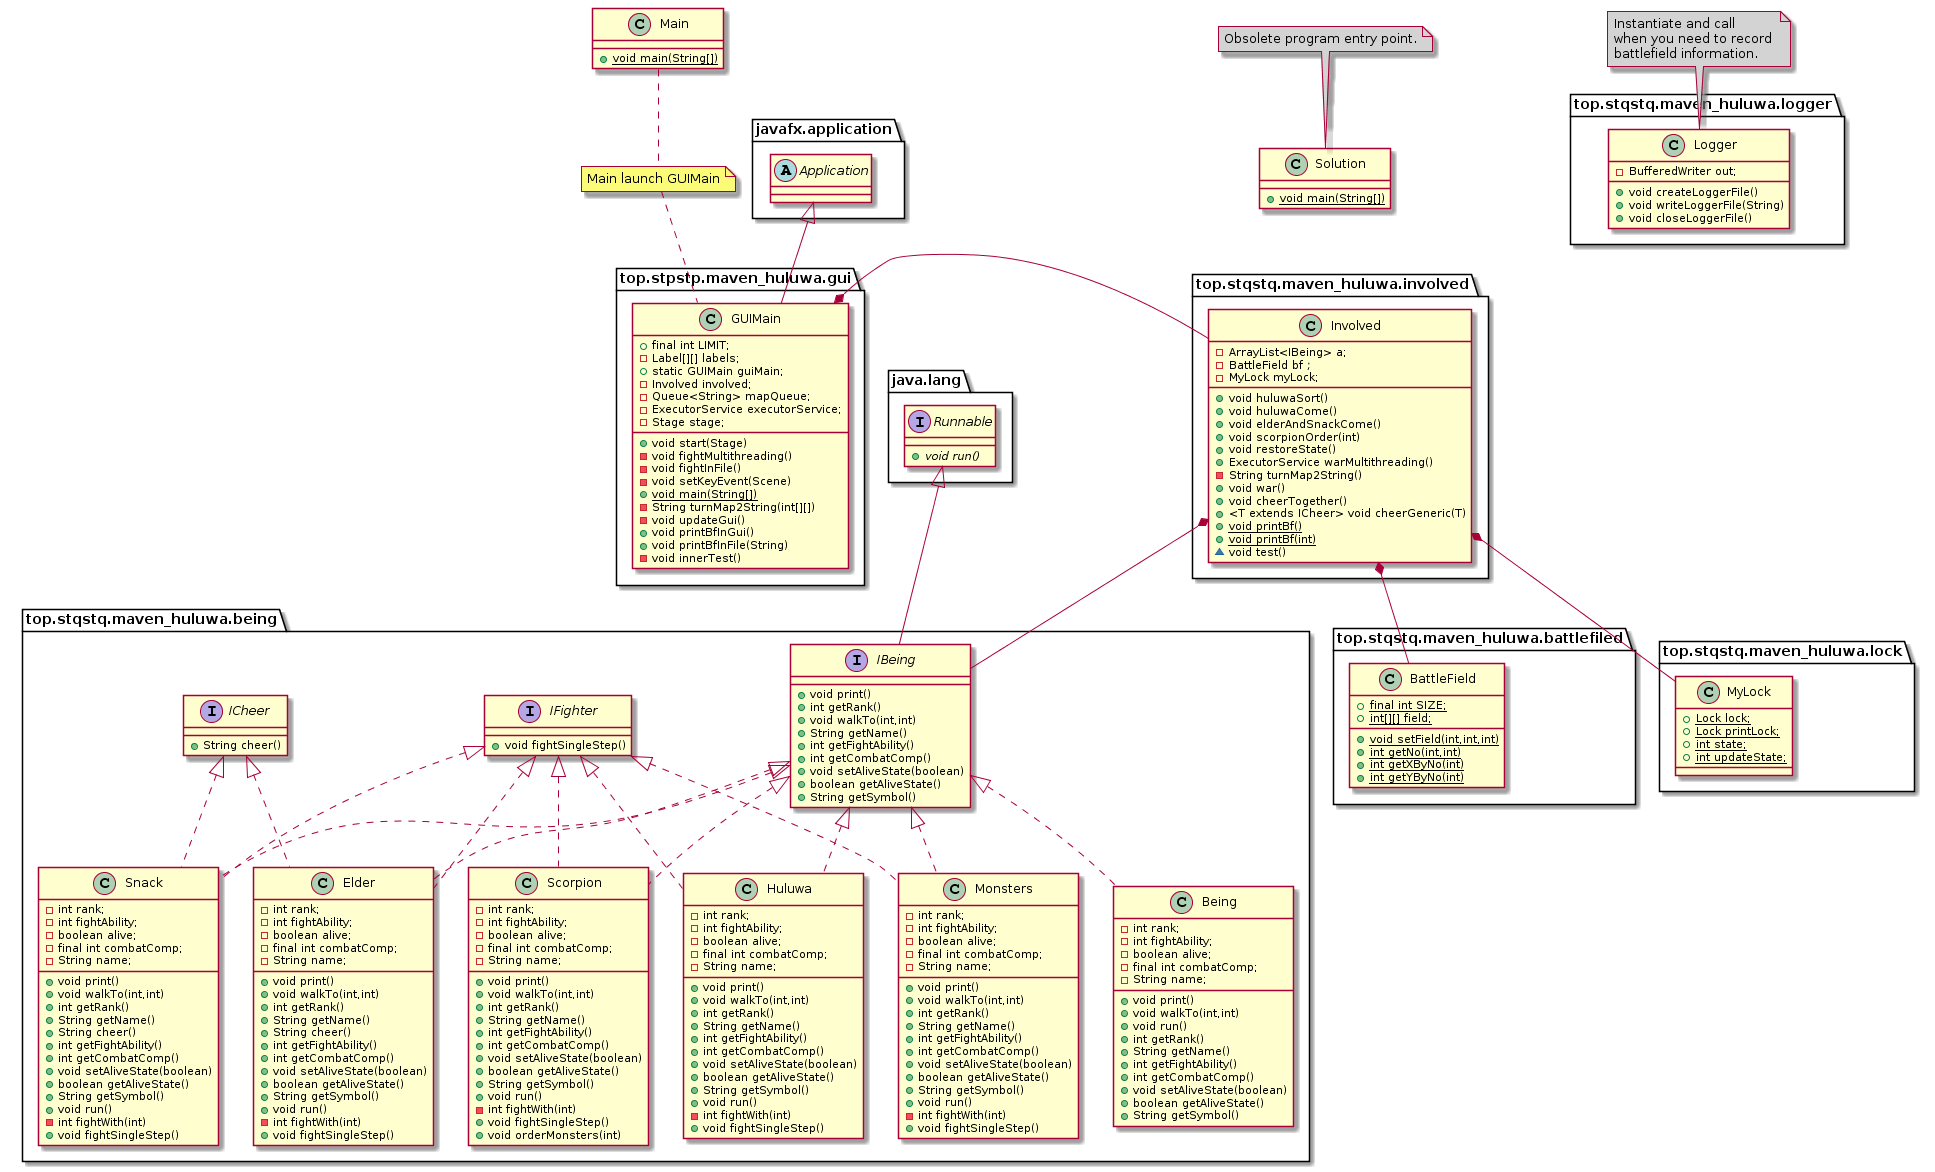 C Main
void main(String[])
Main launch GUIMain
javafx.application
A Application
Obsolete program entry point.
C Solution
void main(String[])
Instantiate and call
when you need to record
battlefield information.
top.stqstq.maven_huluwa.logger
C Logger
BufferedWriter out;
void createLoggerFile()
void writeLoggerFile(String)
void closeLoggerFile()
top.stpstp.maven_huluwa.gui
C GUIMain
final int LIMIT;
Label[][] labels;
static GUIMain guiMain;
Involved involved;
Queue<String> mapQueue;
ExecutorService executorService;
Stage stage;
void start(Stage)
void fightMultithreading()
void fightInFile()
void setKeyEvent(Scene)
void main(String[])
String turnMap2String(int[][])
void updateGui()
void printBfInGui()
void printBfInFile(String)
void innerTest()
java.lang
I Runnable
void run()
top.stqstq.maven_huluwa.involved
C Involved
ArrayList<IBeing> a;
BattleField bf ;
MyLock myLock;
void huluwaSort()
void huluwaCome()
void elderAndSnackCome()
void scorpionOrder(int)
void restoreState()
ExecutorService warMultithreading()
String turnMap2String()
void war()
void cheerTogether()
<T extends ICheer> void cheerGeneric(T)
void printBf()
void printBf(int)
void test()
top.stqstq.maven_huluwa.being
I ICheer
String cheer()
I IFighter
void fightSingleStep()
I IBeing
void print()
int getRank()
void walkTo(int,int)
String getName()
int getFightAbility()
int getCombatComp()
void setAliveState(boolean)
boolean getAliveState()
String getSymbol()
top.stqstq.maven_huluwa.battlefiled
C BattleField
final int SIZE;
int[][] field;
void setField(int,int,int)
int getNo(int,int)
int getXByNo(int)
int getYByNo(int)
top.stqstq.maven_huluwa.lock
C MyLock
Lock lock;
Lock printLock;
int state;
int updateState;
C Snack
int rank;
int fightAbility;
boolean alive;
final int combatComp;
String name;
void print()
void walkTo(int,int)
int getRank()
String getName()
String cheer()
int getFightAbility()
int getCombatComp()
void setAliveState(boolean)
boolean getAliveState()
String getSymbol()
void run()
int fightWith(int)
void fightSingleStep()
C Elder
int rank;
int fightAbility;
boolean alive;
final int combatComp;
String name;
void print()
void walkTo(int,int)
int getRank()
String getName()
String cheer()
int getFightAbility()
int getCombatComp()
void setAliveState(boolean)
boolean getAliveState()
String getSymbol()
void run()
int fightWith(int)
void fightSingleStep()
C Scorpion
int rank;
int fightAbility;
boolean alive;
final int combatComp;
String name;
void print()
void walkTo(int,int)
int getRank()
String getName()
int getFightAbility()
int getCombatComp()
void setAliveState(boolean)
boolean getAliveState()
String getSymbol()
void run()
int fightWith(int)
void fightSingleStep()
void orderMonsters(int)
C Huluwa
int rank;
int fightAbility;
boolean alive;
final int combatComp;
String name;
void print()
void walkTo(int,int)
int getRank()
String getName()
int getFightAbility()
int getCombatComp()
void setAliveState(boolean)
boolean getAliveState()
String getSymbol()
void run()
int fightWith(int)
void fightSingleStep()
C Monsters
int rank;
int fightAbility;
boolean alive;
final int combatComp;
String name;
void print()
void walkTo(int,int)
int getRank()
String getName()
int getFightAbility()
int getCombatComp()
void setAliveState(boolean)
boolean getAliveState()
String getSymbol()
void run()
int fightWith(int)
void fightSingleStep()
C Being
int rank;
int fightAbility;
boolean alive;
final int combatComp;
String name;
void print()
void walkTo(int,int)
void run()
int getRank()
String getName()
int getFightAbility()
int getCombatComp()
void setAliveState(boolean)
boolean getAliveState()
String getSymbol()